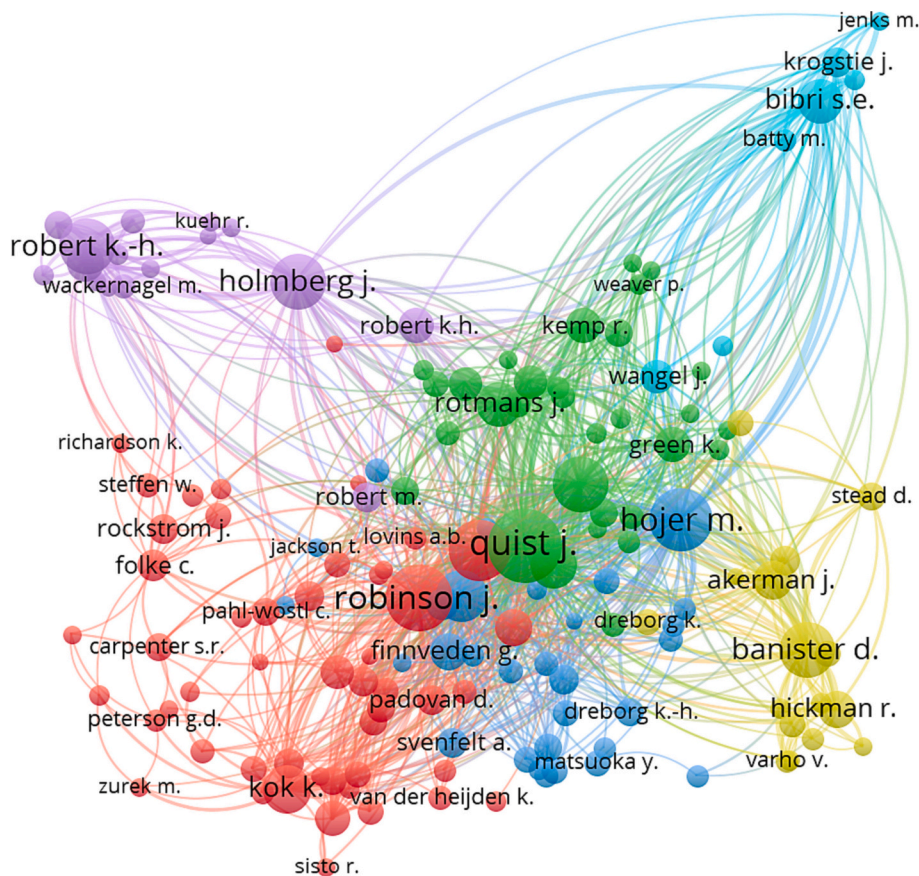 jenks m.
krogstie j.
bibri s.e.
batty m.
kuehr r.
robert k.-h.
wackernagel m.
holmberg j.
weaver p.
robert k.h.
kemp r.
wangel j.
rotmans j.
richardson k.
green k.
steffen w.
robert m.
stead d.
rockstrom j.
hojer m.
lovins a.b.
quist j.
jackson t.
folke c.
akerman j.
robinson j.
pahl-wostl c.
dreborg k.
carpenter s.r.
finnveden g.
banister d.
padovan d.
peterson g.d.
dreborg k.-h.
hickman r.
svenfelt a.
matsuoka y.
varho v.
zurek m.
kok k.
van der heijden k.
sisto r.